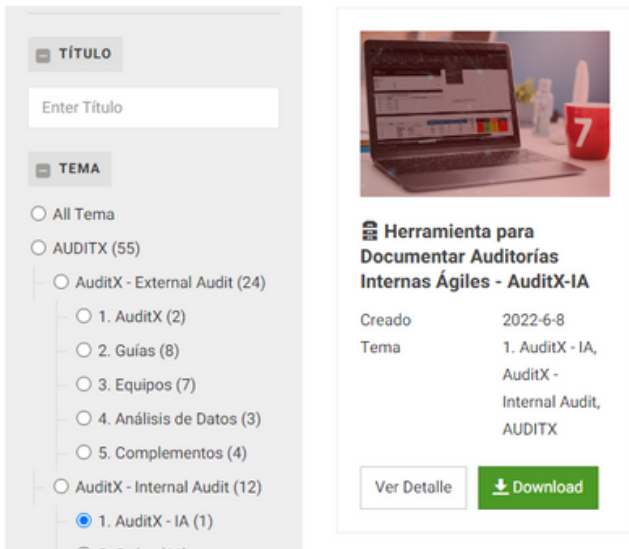 TÍTULO
Enter Título
TEMA
All Tema
AUDITX (55)
AuditX - External Audit (24)
1. AuditX (2)
2. Guías (8)
3. Equipos (7)
4. Análisis de Datos (3)
5. Complementos (4)
AuditX - Internal Audit (12)
1. AuditX - IA (1)
7
Herramienta para
Documentar Auditorías
Internas Ágiles - AuditX-IA
Creado 2022-6-8
Tema 1. AuditX - IA,
AuditX -
Internal Audit,
AUDITX
Ver Detalle Download